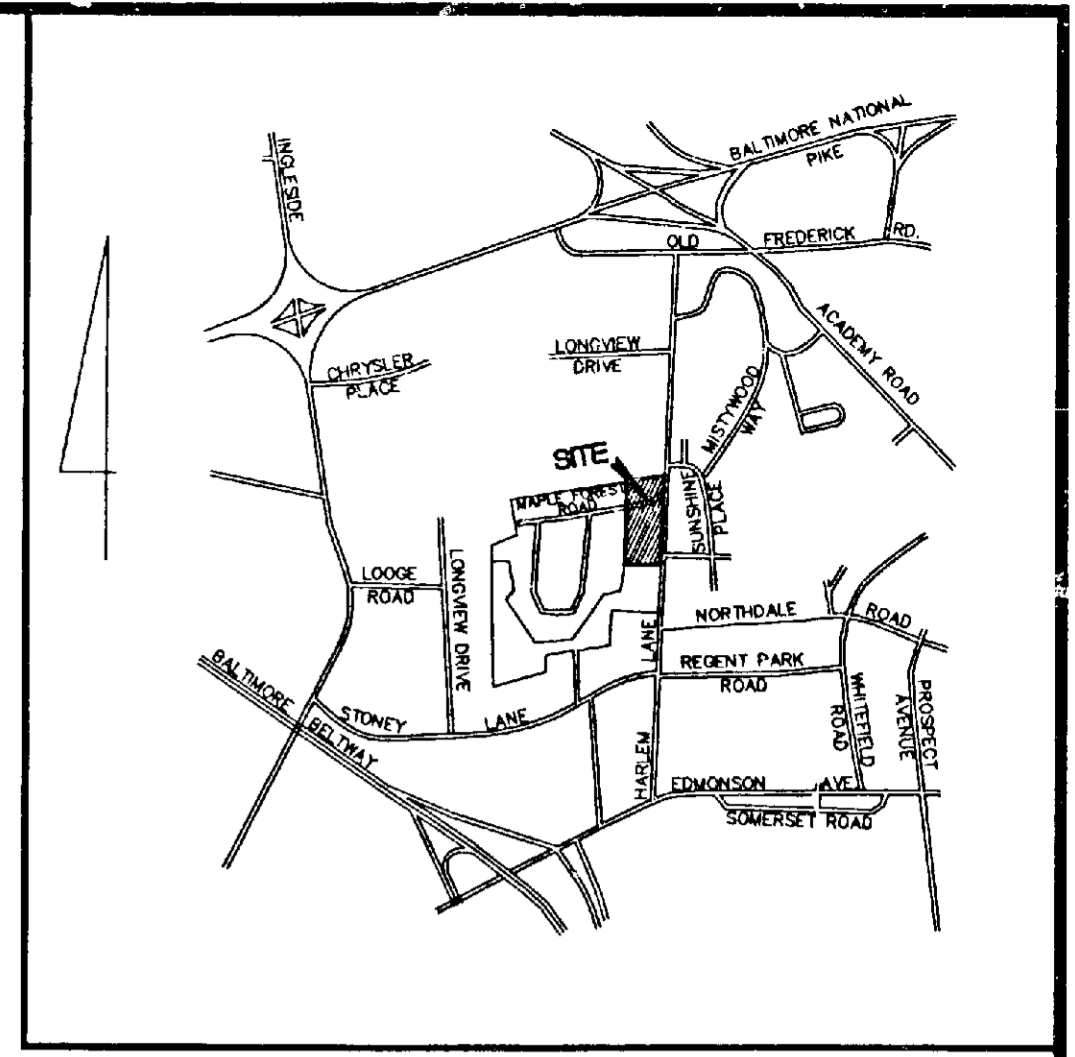 BALTIMORE NATIONAL
PIKE
INGLESIDE
OLD FREDERICK RD.
ACADEMY ROAD
LONGVIEW
DRIVE
CHRYSLER
PLACE
MISTYWOOD
WAY
SITE
MAPLE FOREST
ROAD
SUNSHINE
PLACE
LOOGE
ROAD
LONGVIEW DRIVE
NORTHDALE ROAD
HARLEM LANE
REGENT PARK
ROAD
WHITEFIELD
ROAD
PROSPECT
AVENUE
BALTIMORE BELTWAY
STONEY LANE
EDMONSON AVE.
SOMERSET ROAD